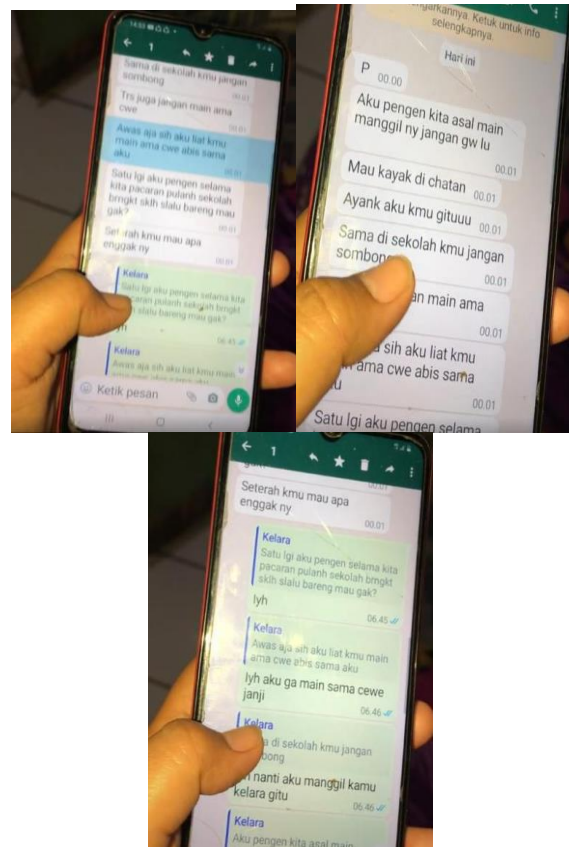 14:53
1
Sama di sekolah kmu jangan
sombong
00.01
Trs juga jangan main ama
cwe
00.01
Awas aja sih aku liat kmu
main ama cwe abis sama
aku
00.01
Satu lgi aku pengen selama
kita pacaran pulanh sekolah
brngkt sklh slalu bareng mau
gak?
00.01
Seterah kmu mau apa
enggak ny
00.01
Kelara
Satu lgi aku pengen selama kita
pacaran pulanh sekolah brngkt
sklh slalu bareng mau gak?
06.45
Kelara
Awas aja sih aku liat kmu main
Ketik pesan
Ketuk untuk info
selengkapnya.
Hari ini
P
00.00
Aku pengen kita asal main
manggil ny jangan gw lu
00.01
Mau kayak di chatan
00.01
Ayank aku kmu gituuu
00.01
Sama di sekolah kmu jangan
00.01
main ama
00.01
sih aku liat kmu
ama cwe abis sama
00.01
Satu lgi aku pengen selama
1
00.01
Seterah kmu mau apa
enggak ny
00.01
Kelara
Satu lgi aku pengen selama kita
pacaran pulanh sekolah brngkt
sklh slalu bareng mau gak?
Iyh
06.45
Kelara
Awas aja sih aku liat kmu main
ama cwe abis sama aku
Iyh aku ga main sama cewe
janji
06.46
Kelara
di sekolah kmu jangan
nanti aku manggil kamu
kelara gitu
06.46
Kelara
Aku pengen kita asal main